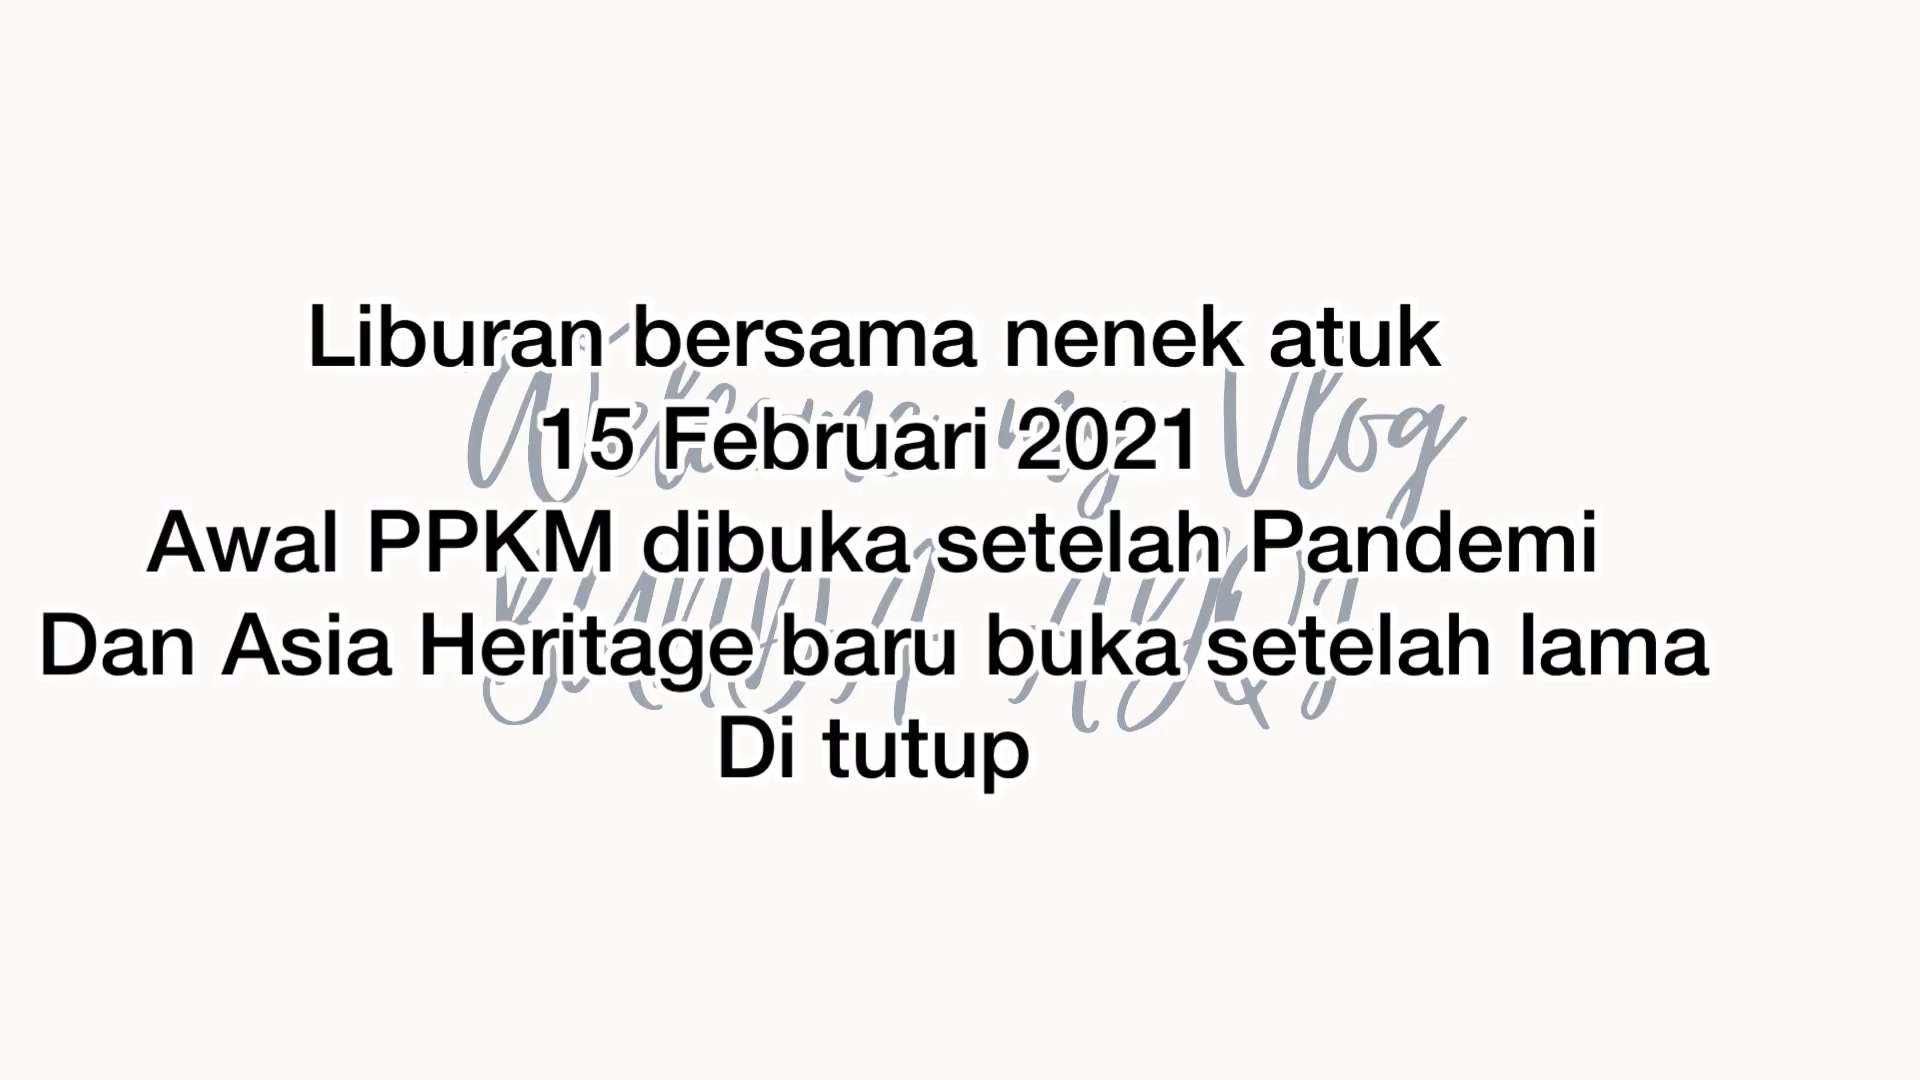 Liburan bersama nenek atuk
15 Februari 2021
Awal PPKM dibuka setelah Pandemi
Dan Asia Heritage baru buka setelah lama
Di tutup
Vlog